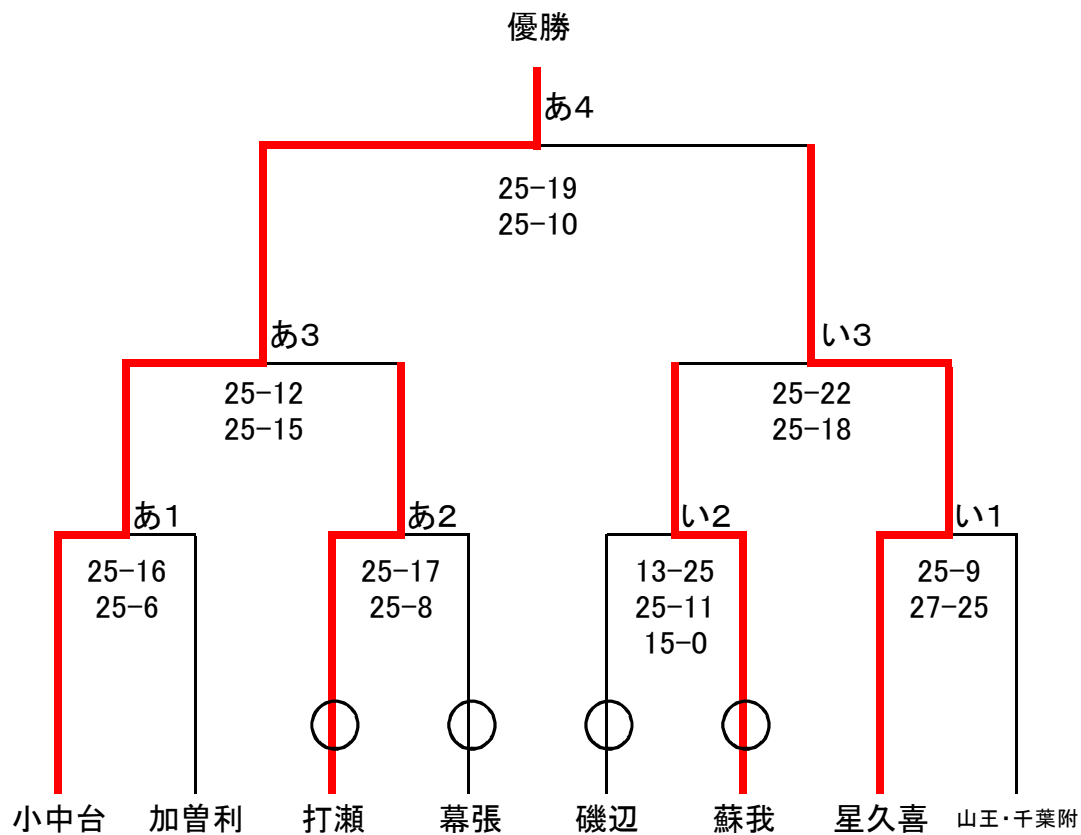 優勝
あ4
25-19
25-10
あ3
い3
25-12
25-15
25-22
25-18
あ1
あ2
い2
い1
25-16
25-6
25-17
25-8
13-25
25-11
15-0
25-9
27-25
小中台
加曽利
打瀬
幕張
磯辺
蘇我
星久喜
山王・千葉附